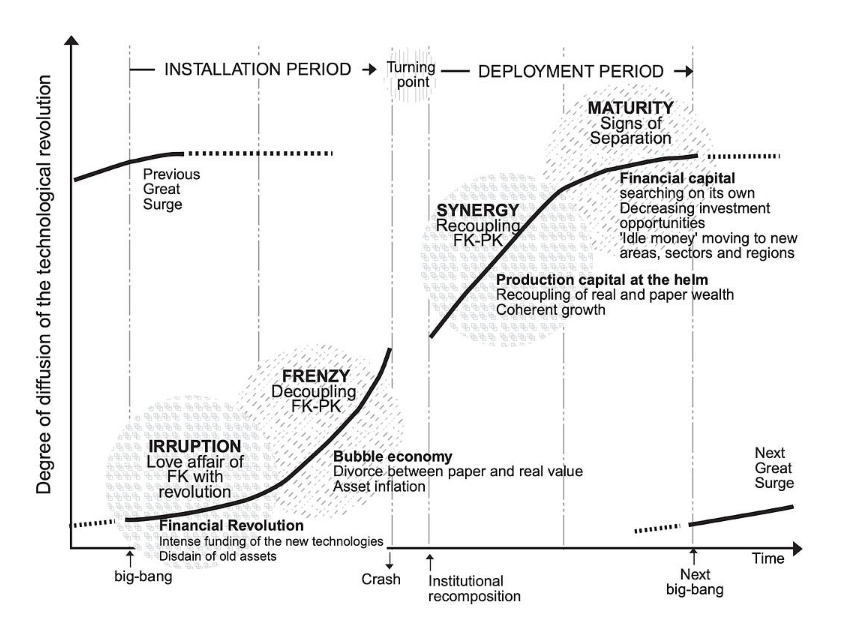 INSTALLATION PERIOD
Turning
point
DEPLOYMENT PERIOD
Degree of diffusion of the technological revolution
Previous
Great
Surge
MATURITY
Signs of
Separation
Financial capital
searching on its own
Decreasing investment
opportunities
'Idle money' moving to new
areas, sectors and regions
SYNERGY
Recoupling
FK-PK
Production capital at the helm
Recoupling of real and paper wealth
Coherent growth
FRENZY
Decoupling
FK-PK
Bubble economy
Divorce between paper and real value
Asset inflation
IRRUPTION
Love affair of
FK with
revolution
Financial Revolution
Intense funding of the new technologies
Disdain of old assets
Next
Great
Surge
Time
big-bang
Crash
Institutional
recomposition
Next
big-bang